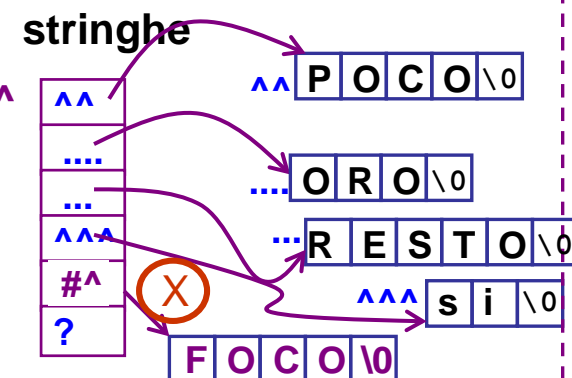 stringhe
^ ^^ ^^ P O C O \0
....
.... O R O \0
...
... R E S T O \0
^^^
^^^ s i \0
#^ X
?
F O C O \0